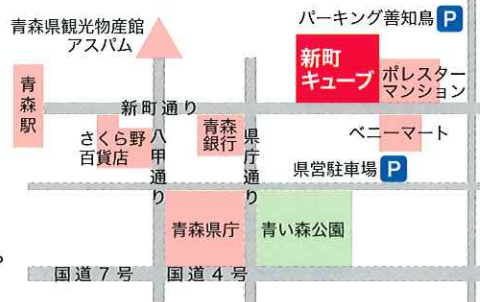 青森県観光物産館
アスパム
パーキング善知鳥 P
新町
キューブ
ポレスター
マンション
青森駅
新町通り
さくら野
百貨店
八甲通り
青森
銀行
県庁通り
ベニーマート
県営駐車場 P
青森県庁
青い森公園
国道7号
国道4号
。